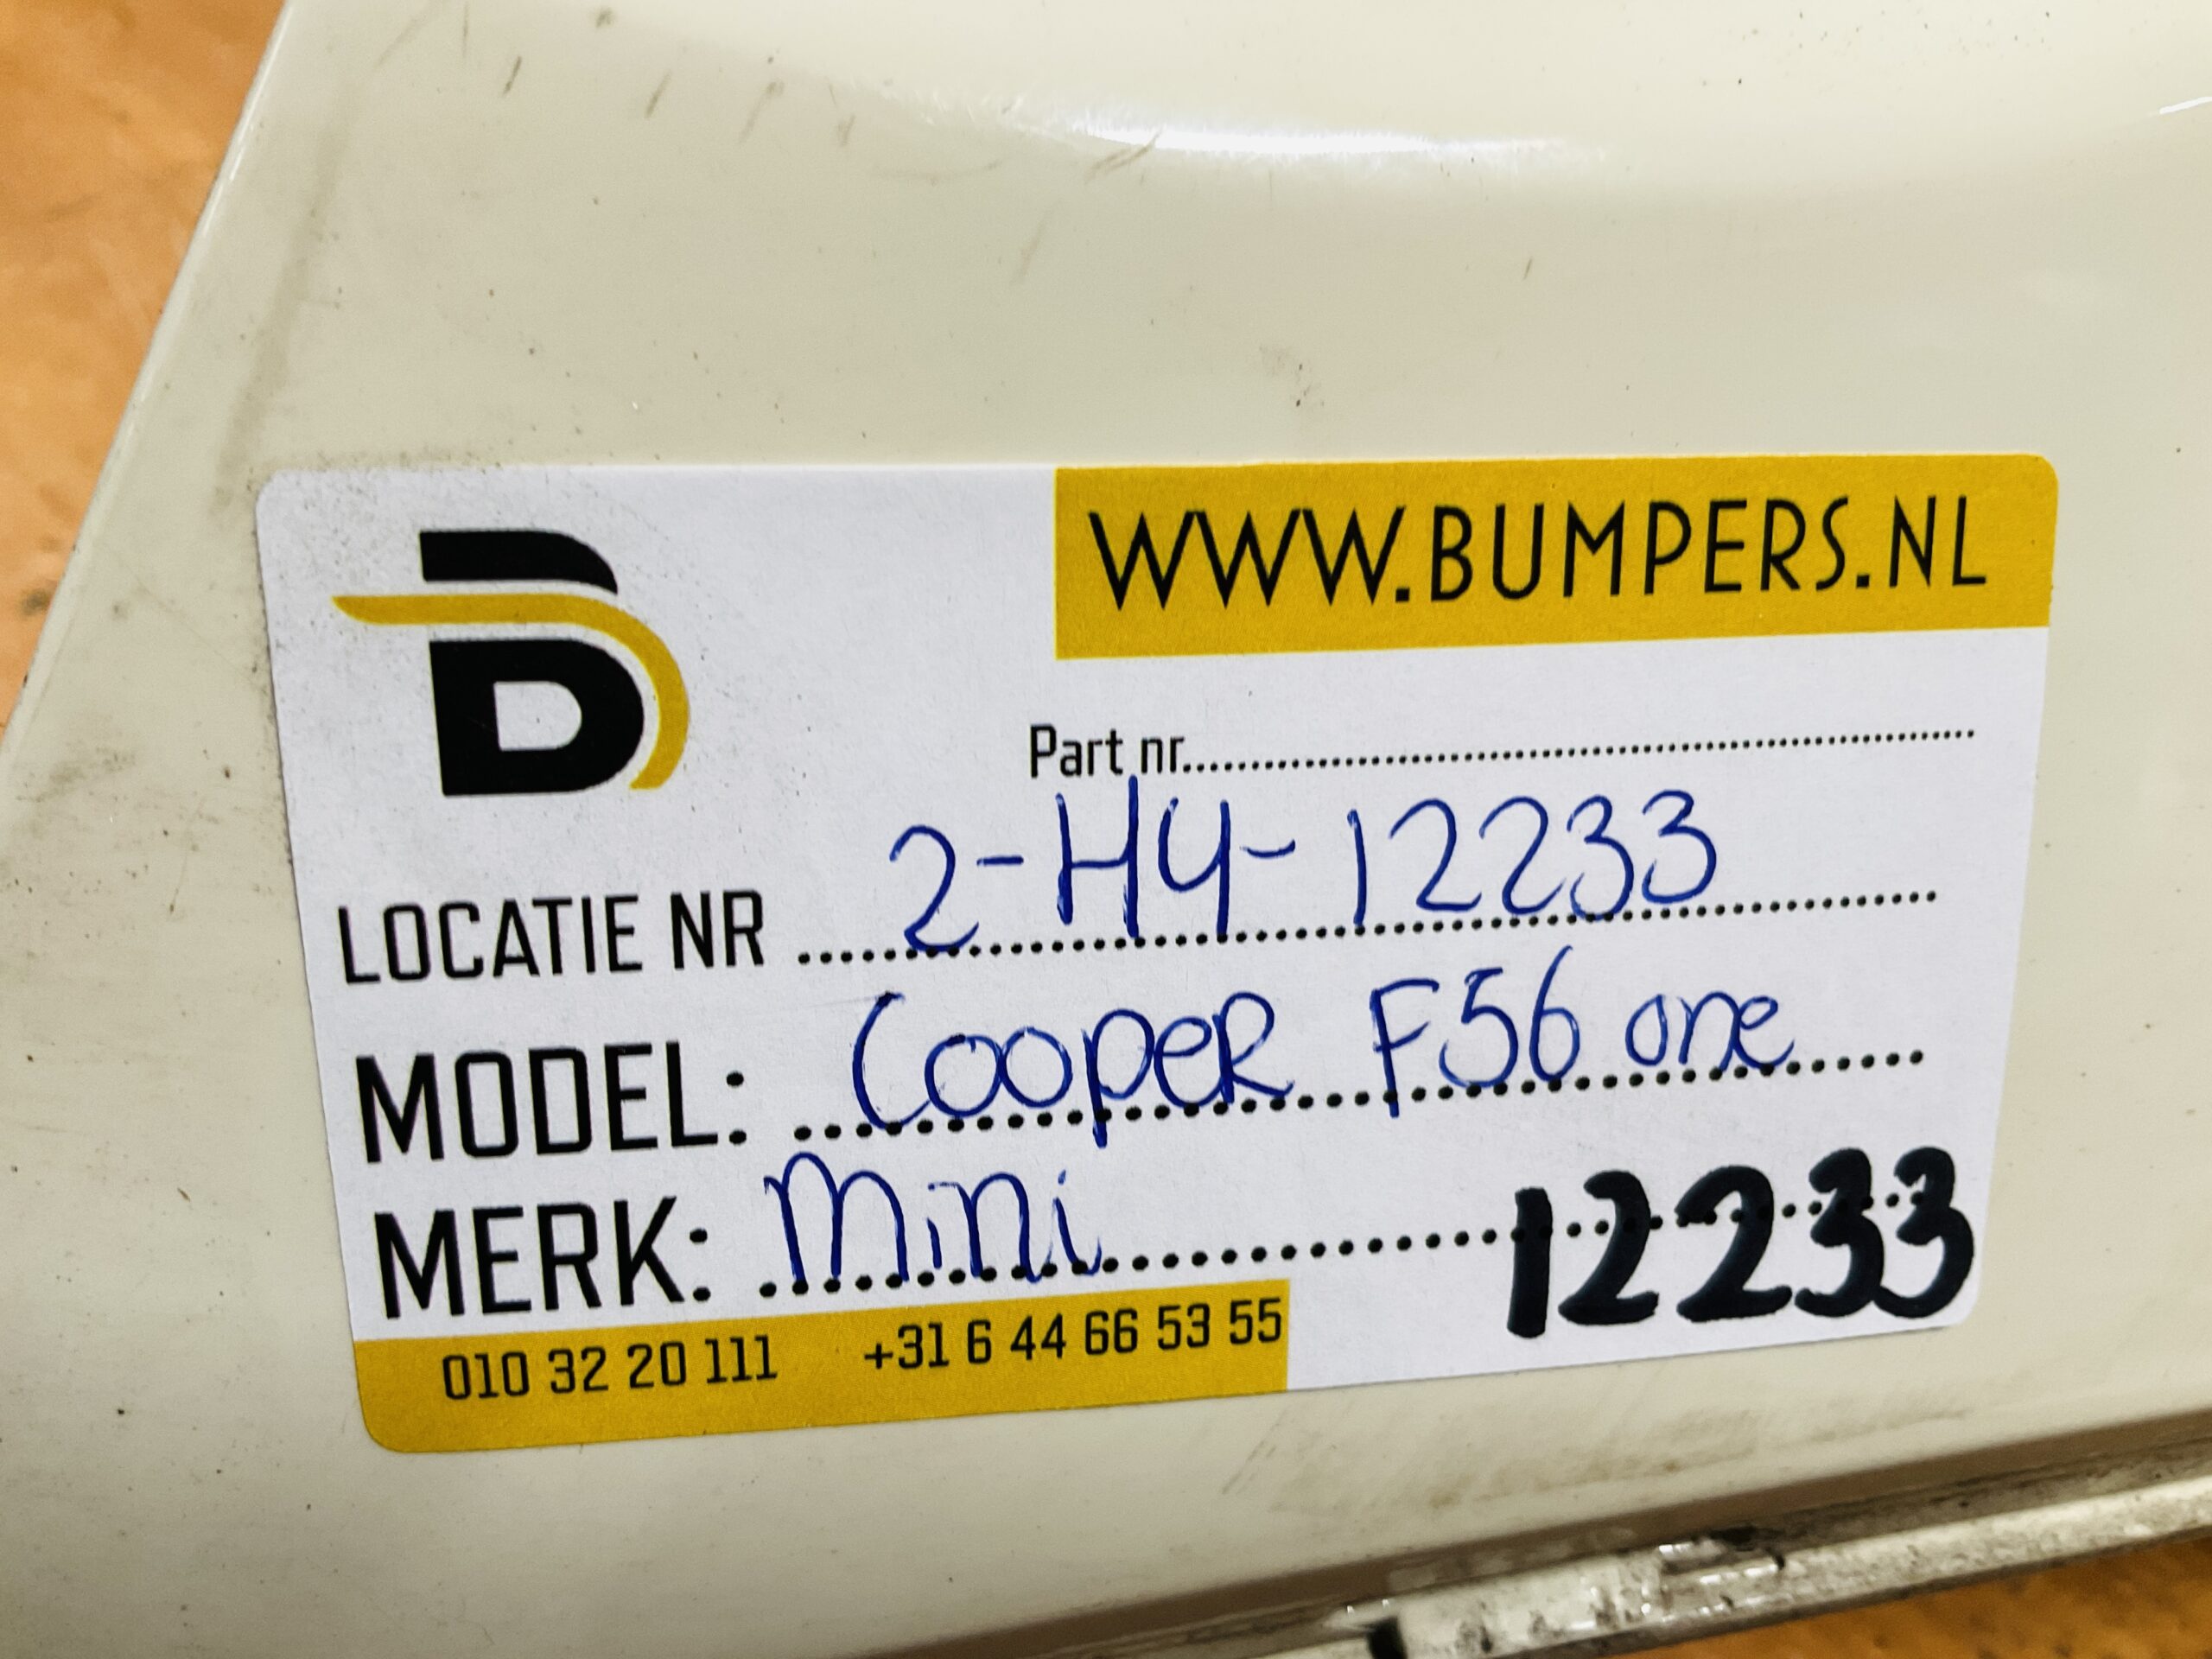 B
WWW.BUMPERS.NL
Part nr..........................................................
LOCATIE NR 2-H4-12233
MODEL: Cooper F56 one
MERK: Mini
12233
010 32 20 111 +31 6 44 66 53 55